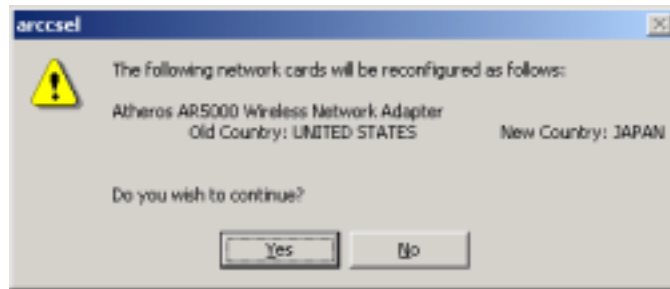 arccsel
The following network cards will be reconfigured as follows:
Atheros AR5000 Wireless Network Adapter
Old Country: UNITED STATES New Country: JAPAN
Do you wish to continue?
Yes No